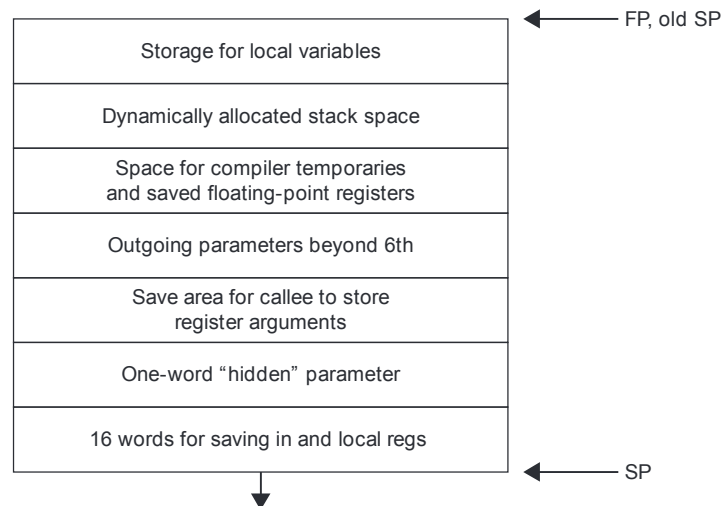 FP, old SP
Storage for local variables
Dynamically allocated stack space
Space for compiler temporaries
and saved floating-point registers
Outgoing parameters beyond 6th
Save area for callee to store
register arguments
One-word “hidden” parameter
16 words for saving in and local regs
SP